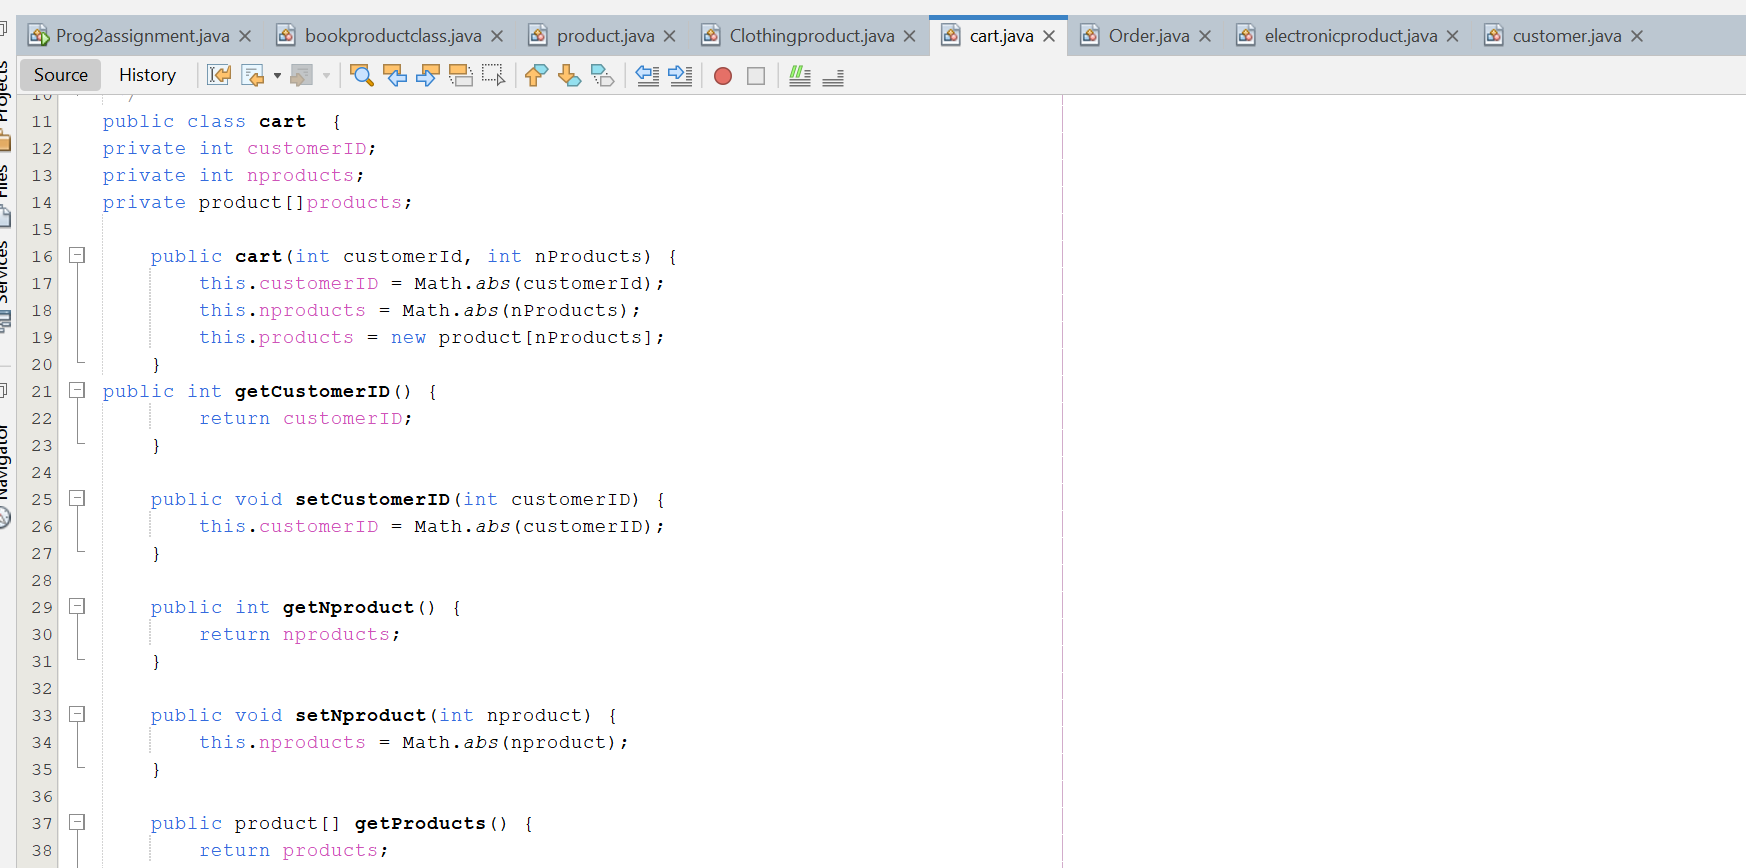 Prog2assignment.java bookproductclass.java product.java Clothingproduct.java cart.java Order.java electronicproduct.java customer.java
Source History
Projects
Files
Services
Navigator
10
11 public class cart  {
12 private int customerID;
13 private int nproducts;
14 private product[]products;
15
16 public cart(int customerId, int nProducts) {
17 this.customerID = Math.abs(customerId);
18 this.nproducts = Math.abs(nProducts);
19 this.products = new product[nProducts];
20 }
21 public int getCustomerID() {
22 return customerID;
23 }
24
25 public void setCustomerID(int customerID) {
26 this.customerID = Math.abs(customerID);
27 }
28
29 public int getNproduct() {
30 return nproducts;
31 }
32
33 public void setNproduct(int nproduct) {
34 this.nproducts = Math.abs(nproduct);
35 }
36
37 public product[] getProducts() {
38 return products;